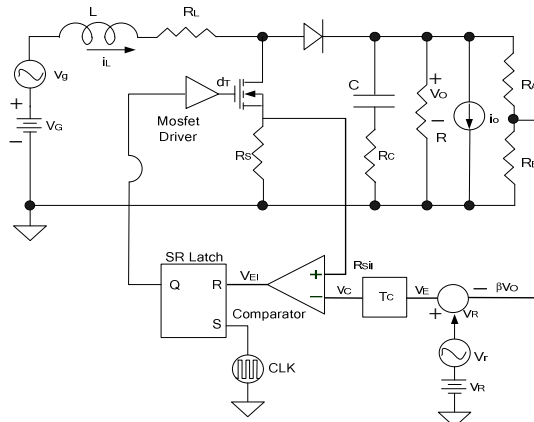 L
RL
iL
Vg
+
VG
−
dT
Mosfet
Driver
RS
C
RC
+
VO
−
R
io
RA
RB
SR Latch
Q
R
S
VEI
+
−
Comparator
RSiL
VC
TC
VE
+
−
βVO
VR
Vr
VR
CLK